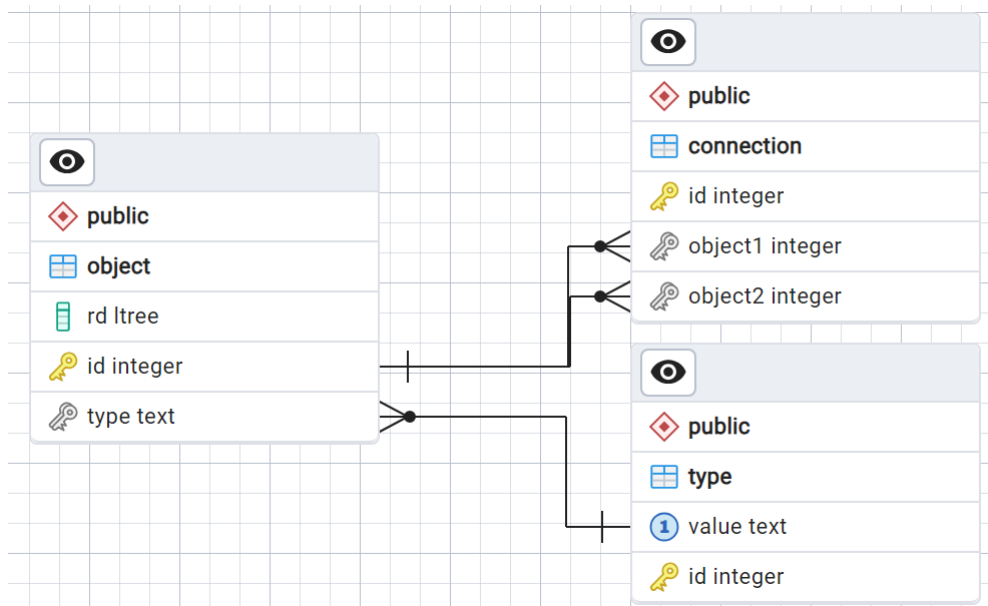 public
object
rd ltree
id integer
type text
public
connection
id integer
object1 integer
object2 integer
public
type
1 value text
id integer